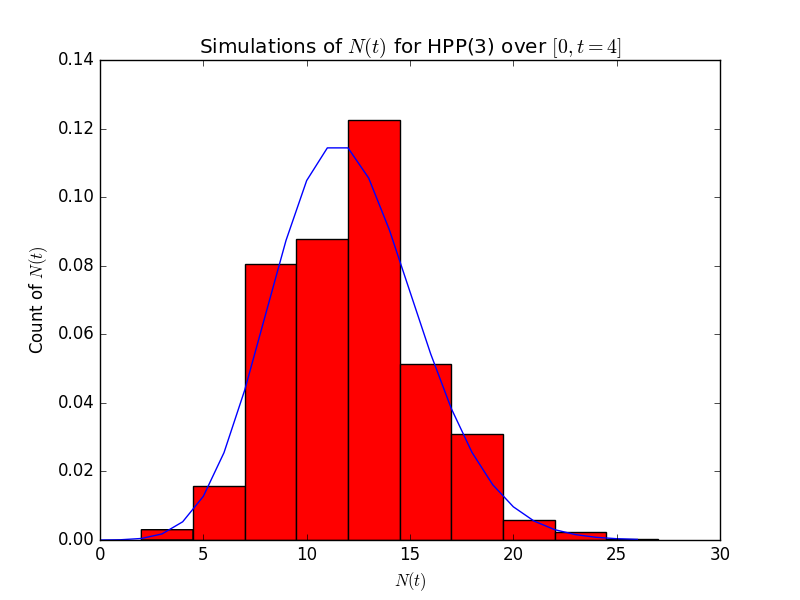 Simulations of N(t) for HPP(3) over [0, t = 4]
0.14
0.12
0.10
0.08
0.06
0.04
0.02
0.00
Count of N(t)
0 5 10 15 20 25 30
N(t)